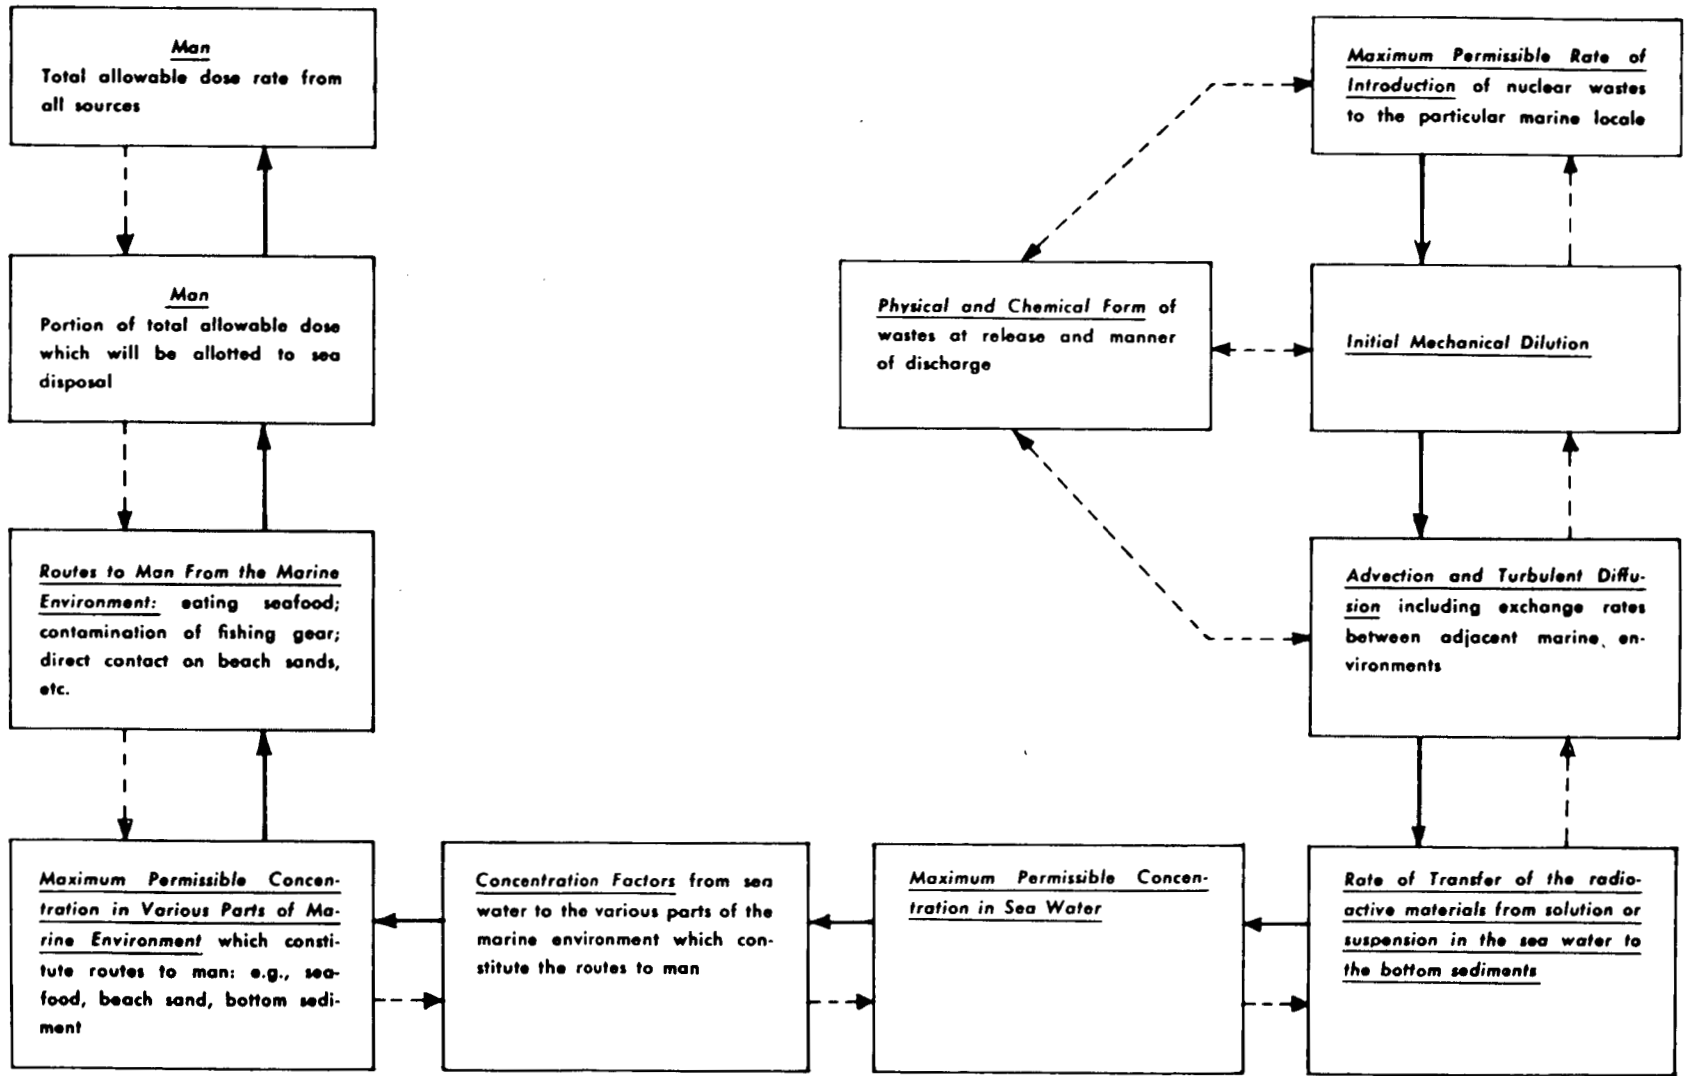 Man
Total allowable dose rate from
all sources
Man
Portion of total allowable dose
which will be allotted to sea
disposal
Routes to Man From the Marine
Environment: eating seafood;
contamination of fishing gear;
direct contact on beach sands,
etc.
Maximum Permissible Concen-
tration in Various Parts of Ma-
rine Environment which consti-
tute routes to man: e.g., sea-
food, beach sand, bottom sedi-
ment
Concentration Factors from sea
water to the various parts of the
marine environment which con-
stitute the routes to man
Maximum Permissible Concen-
tration in Sea Water
Rate of Transfer of the radio-
active materials from solution or
suspension in the sea water to
the bottom sediments
Advection and Turbulent Diffu-
sion including exchange rates
between adjacent marine en-
vironments
Initial Mechanical Dilution
Maximum Permissible Rate of
Introduction of nuclear wastes
to the particular marine locale
Physical and Chemical Form of
wastes at release and manner
of discharge